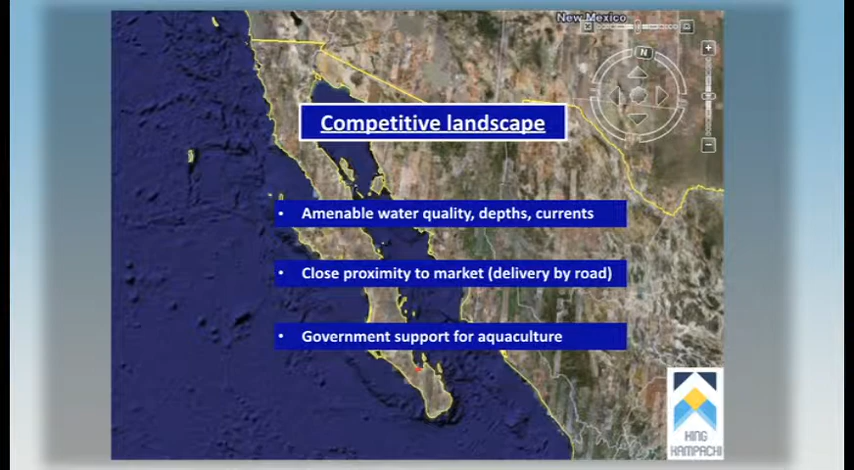 New Mexico
N
Competitive landscape
• Amenable water quality, depths, currents
• Close proximity to market (delivery by road)
• Government support for aquaculture
KING
KAMPACHI